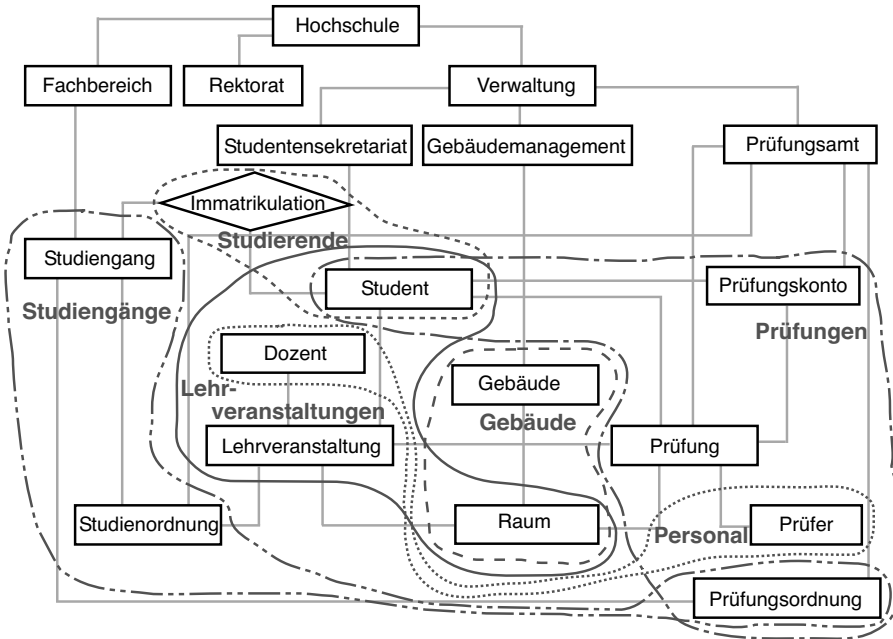 Hochschule
Fachbereich
Rektorat
Verwaltung
Studentensekretariat
Gebäudemanagement
Prüfungsamt
Immatrikulation
Studierende
Studiengang
Student
Prüfungskonto
Studiengänge
Prüfungen
Dozent
Gebäude
Lehr-
veranstaltungen
Gebäude
Lehrveranstaltung
Prüfung
Studienordnung
Raum
Personal
Prüfer
Prüfungsordnung